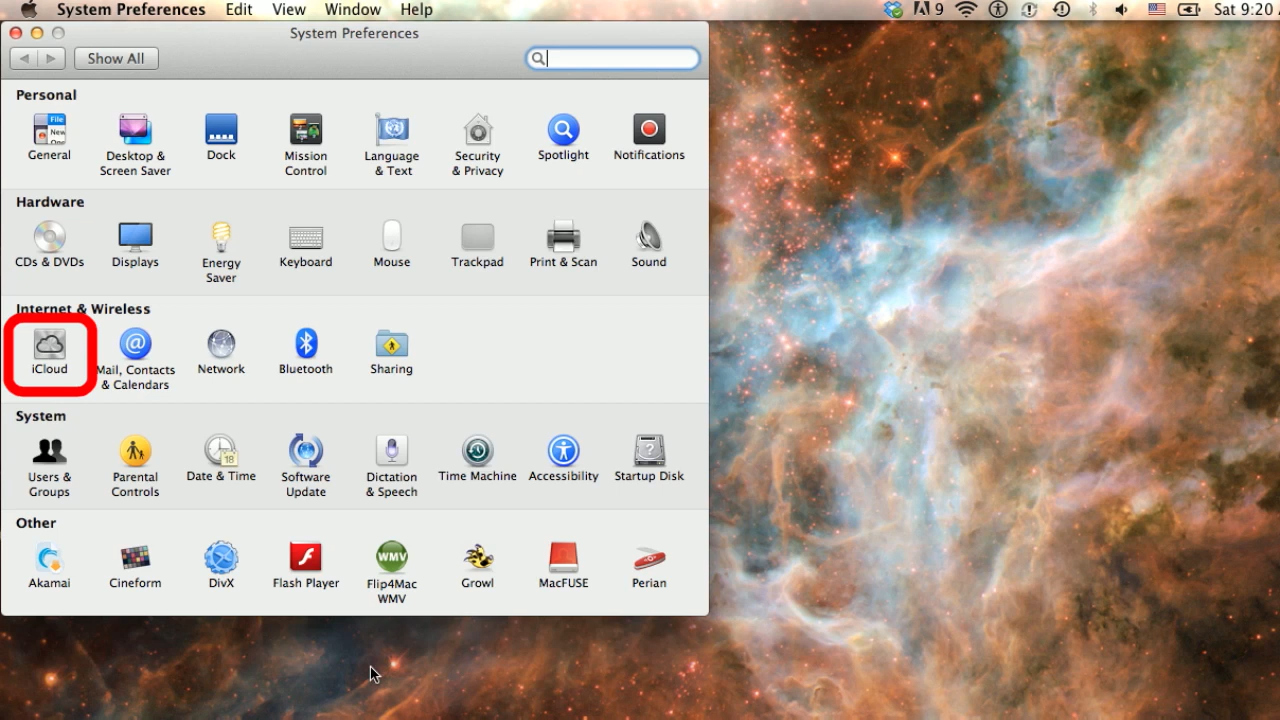 System Preferences Edit View Window Help 9 Sat 9:20
System Preferences
Show All
Personal
General Desktop & Screen Saver Dock Mission Control Language & Text Security & Privacy Spotlight Notifications
Hardware
CDs & DVDs Displays Energy Saver Keyboard Mouse Trackpad Print & Scan Sound
Internet & Wireless
iCloud Mail, Contacts & Calendars Network Bluetooth Sharing
System
Users & Groups Parental Controls Date & Time 18 Software Update Dictation & Speech Time Machine Accessibility Startup Disk
Other
Akamai Cineform DivX Flash Player WMV Flip4Mac WMV Growl MacFUSE Perian